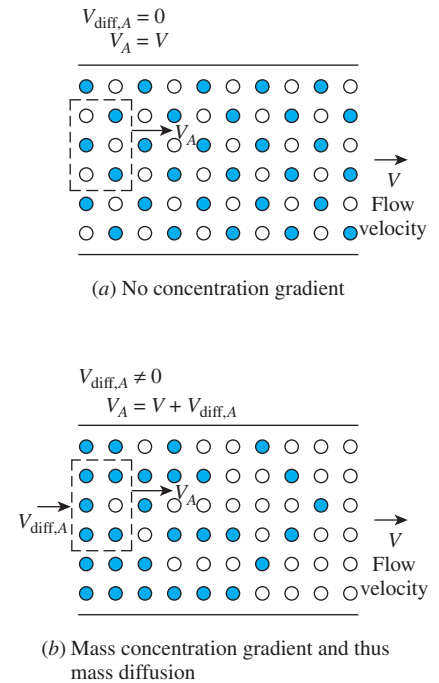 V_diff,A = 0
V_A = V
V_A
V
Flow
velocity
(a) No concentration gradient
V_diff,A ≠ 0
V_A = V + V_diff,A
V_A
V_diff,A
V
Flow
velocity
(b) Mass concentration gradient and thus
mass diffusion